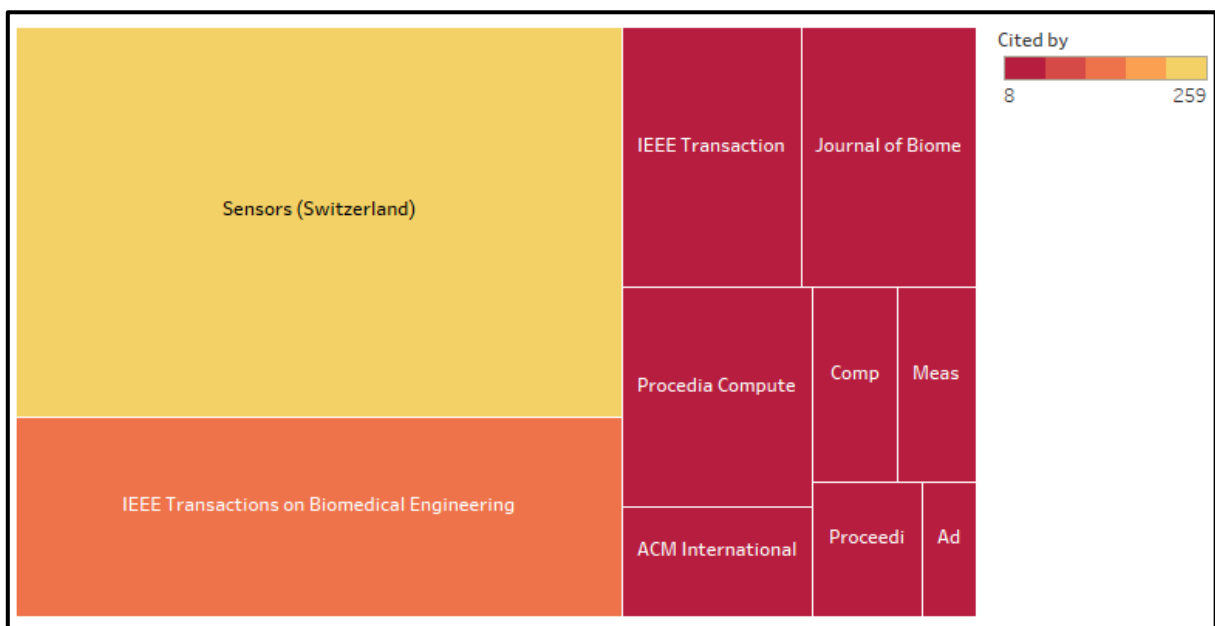 Sensors (Switzerland)
IEEE Transactions on Biomedical Engineering
IEEE Transaction
Journal of Biome
Procedia Compute
Comp
Meas
ACM International
Proceedi
Ad
Cited by
8 259